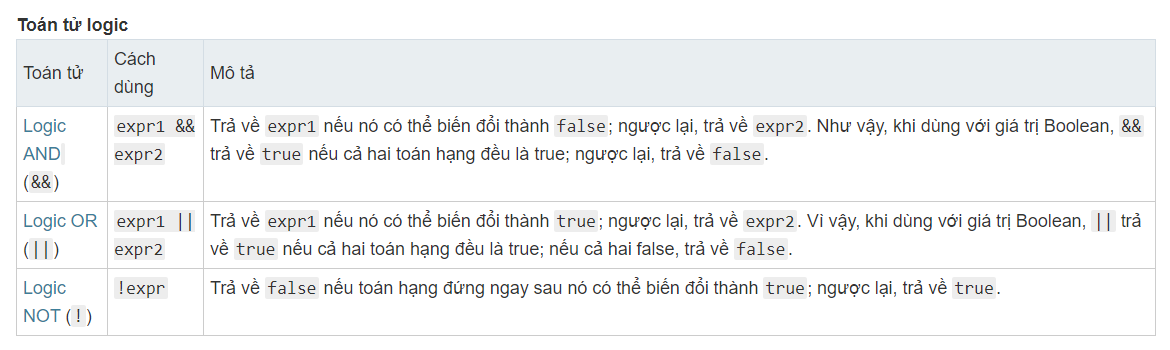 Toán tử logic
Toán tử
Cách
dùng
Mô tả
Logic
AND
(&&)
expr1 &&
expr2
Trả về expr1 nếu nó có thể biến đổi thành false; ngược lại, trả về expr2. Như vậy, khi dùng với giá trị Boolean, &&
trả về true nếu cả hai toán hạng đều là true; ngược lại, trả về false.
Logic OR
(||)
expr1 ||
expr2
Trả về expr1 nếu nó có thể biến đổi thành true; ngược lại, trả về expr2. Vì vậy, khi dùng với giá trị Boolean, || trả
về true nếu cả hai toán hạng đều là true; nếu cả hai false, trả về false.
Logic
NOT (!)
!expr
Trả về false nếu toán hạng đứng ngay sau nó có thể biến đổi thành true; ngược lại, trả về true.